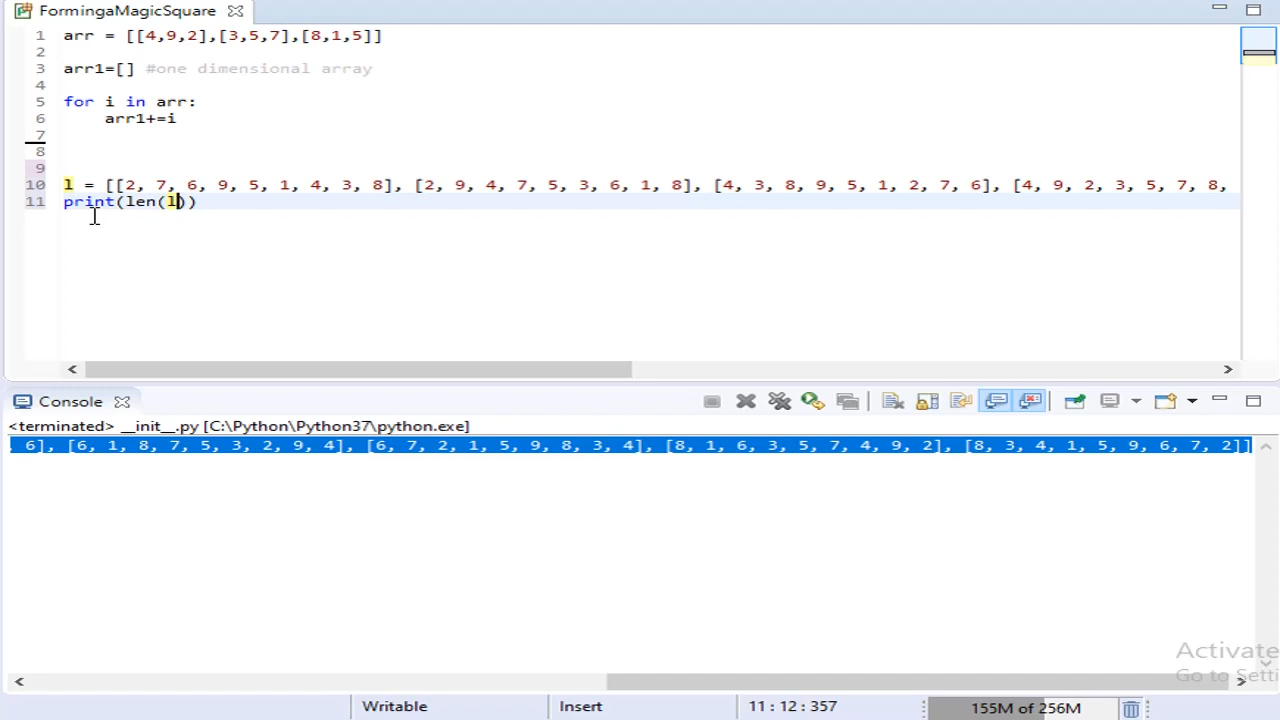 FormingaMagicSquare
1 arr = [[4,9,2],[3,5,7],[8,1,5]]
2
3 arr1=[] #one dimensional array
4
5 for i in arr:
6 arr1+=i
7
8
9
10 l = [[2, 7, 6, 9, 5, 1, 4, 3, 8], [2, 9, 4, 7, 5, 3, 6, 1, 8], [4, 3, 8, 9, 5, 1, 2, 7, 6], [4, 9, 2, 3, 5, 7, 8,
11 print(len(l))
Console
<terminated> __init__.py [C:\Python\Python37\python.exe]
, 6], [6, 1, 8, 7, 5, 3, 2, 9, 4], [6, 7, 2, 1, 5, 9, 8, 3, 4], [8, 1, 6, 3, 5, 7, 4, 9, 2], [8, 3, 4, 1, 5, 9, 6, 7, 2]]
Activate
Go to Setti
Writable Insert 11 : 12 : 357 155M of 256M